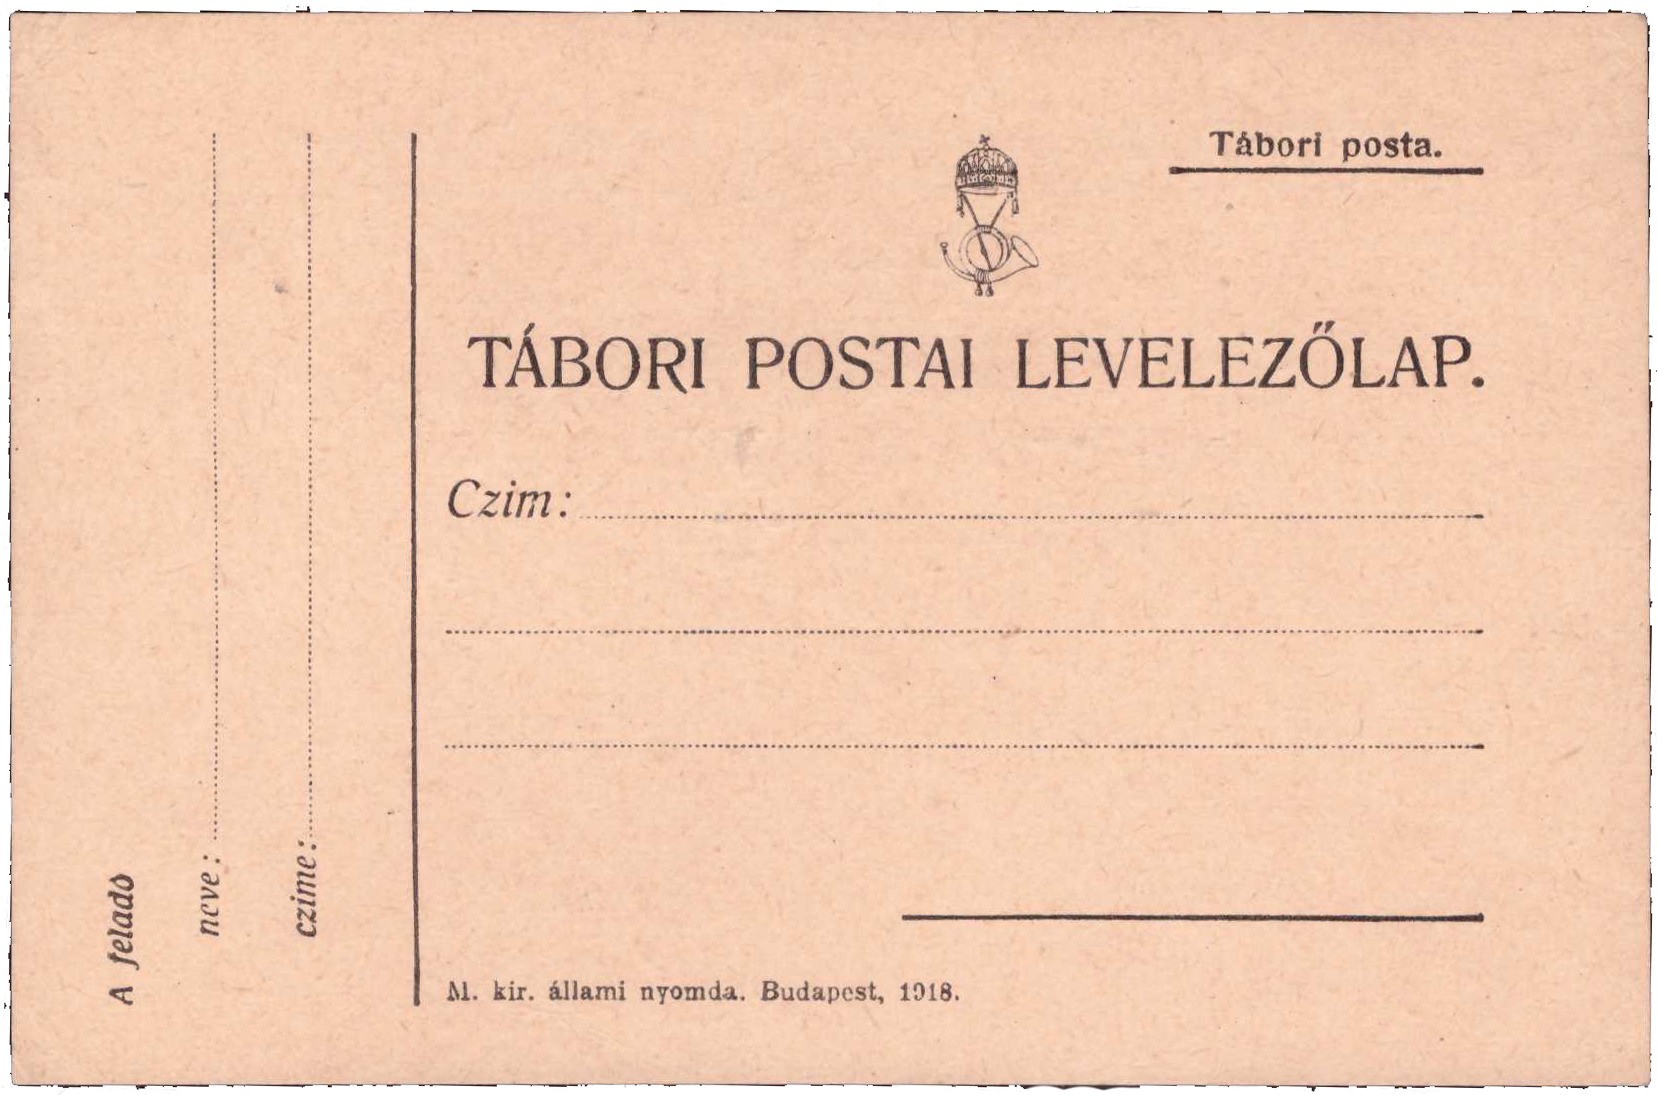 Tábori posta.
TÁBORI POSTAI LEVELEZŐLAP.
Czim:
A feladó
neve:
czime:
M. kir. állami nyomda. Budapest, 1918.